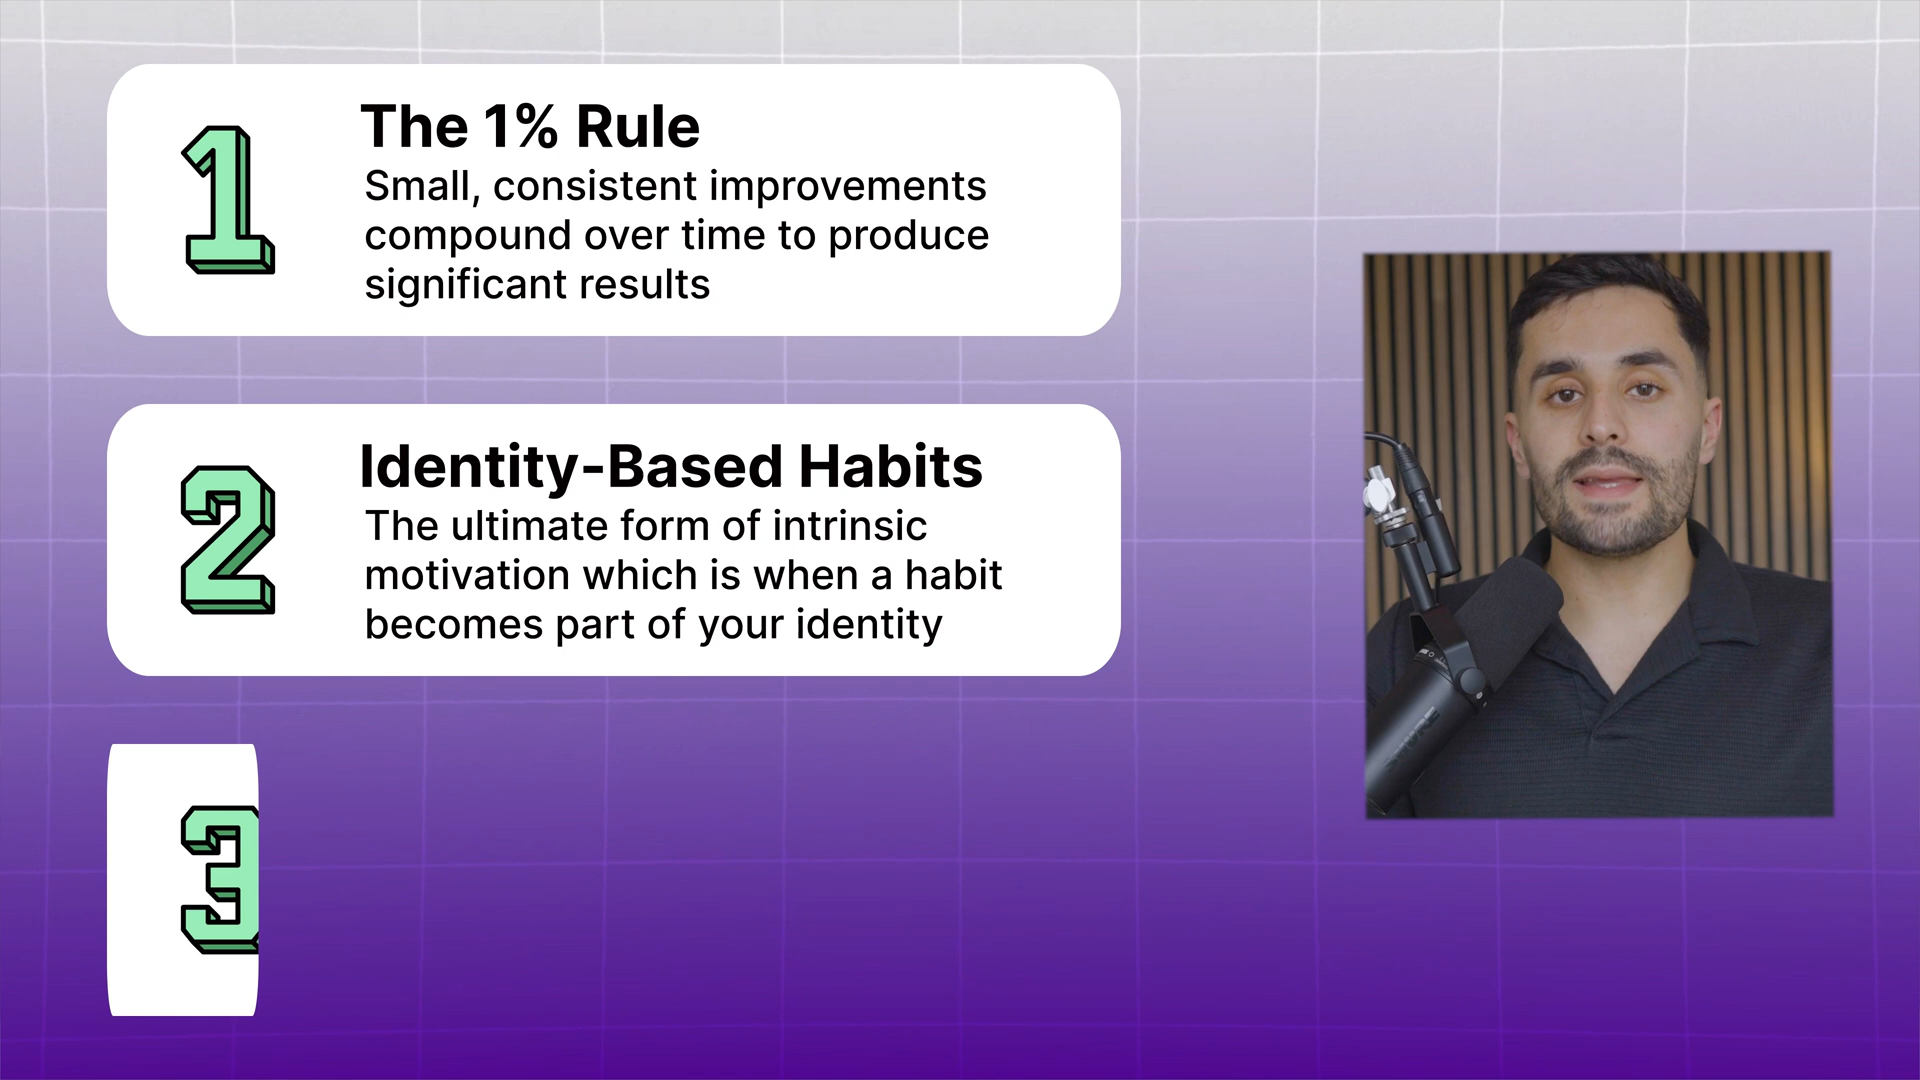 1
The 1% Rule
Small, consistent improvements
compound over time to produce
significant results
2
Identity-Based Habits
The ultimate form of intrinsic
motivation which is when a habit
becomes part of your identity
3
SHURE